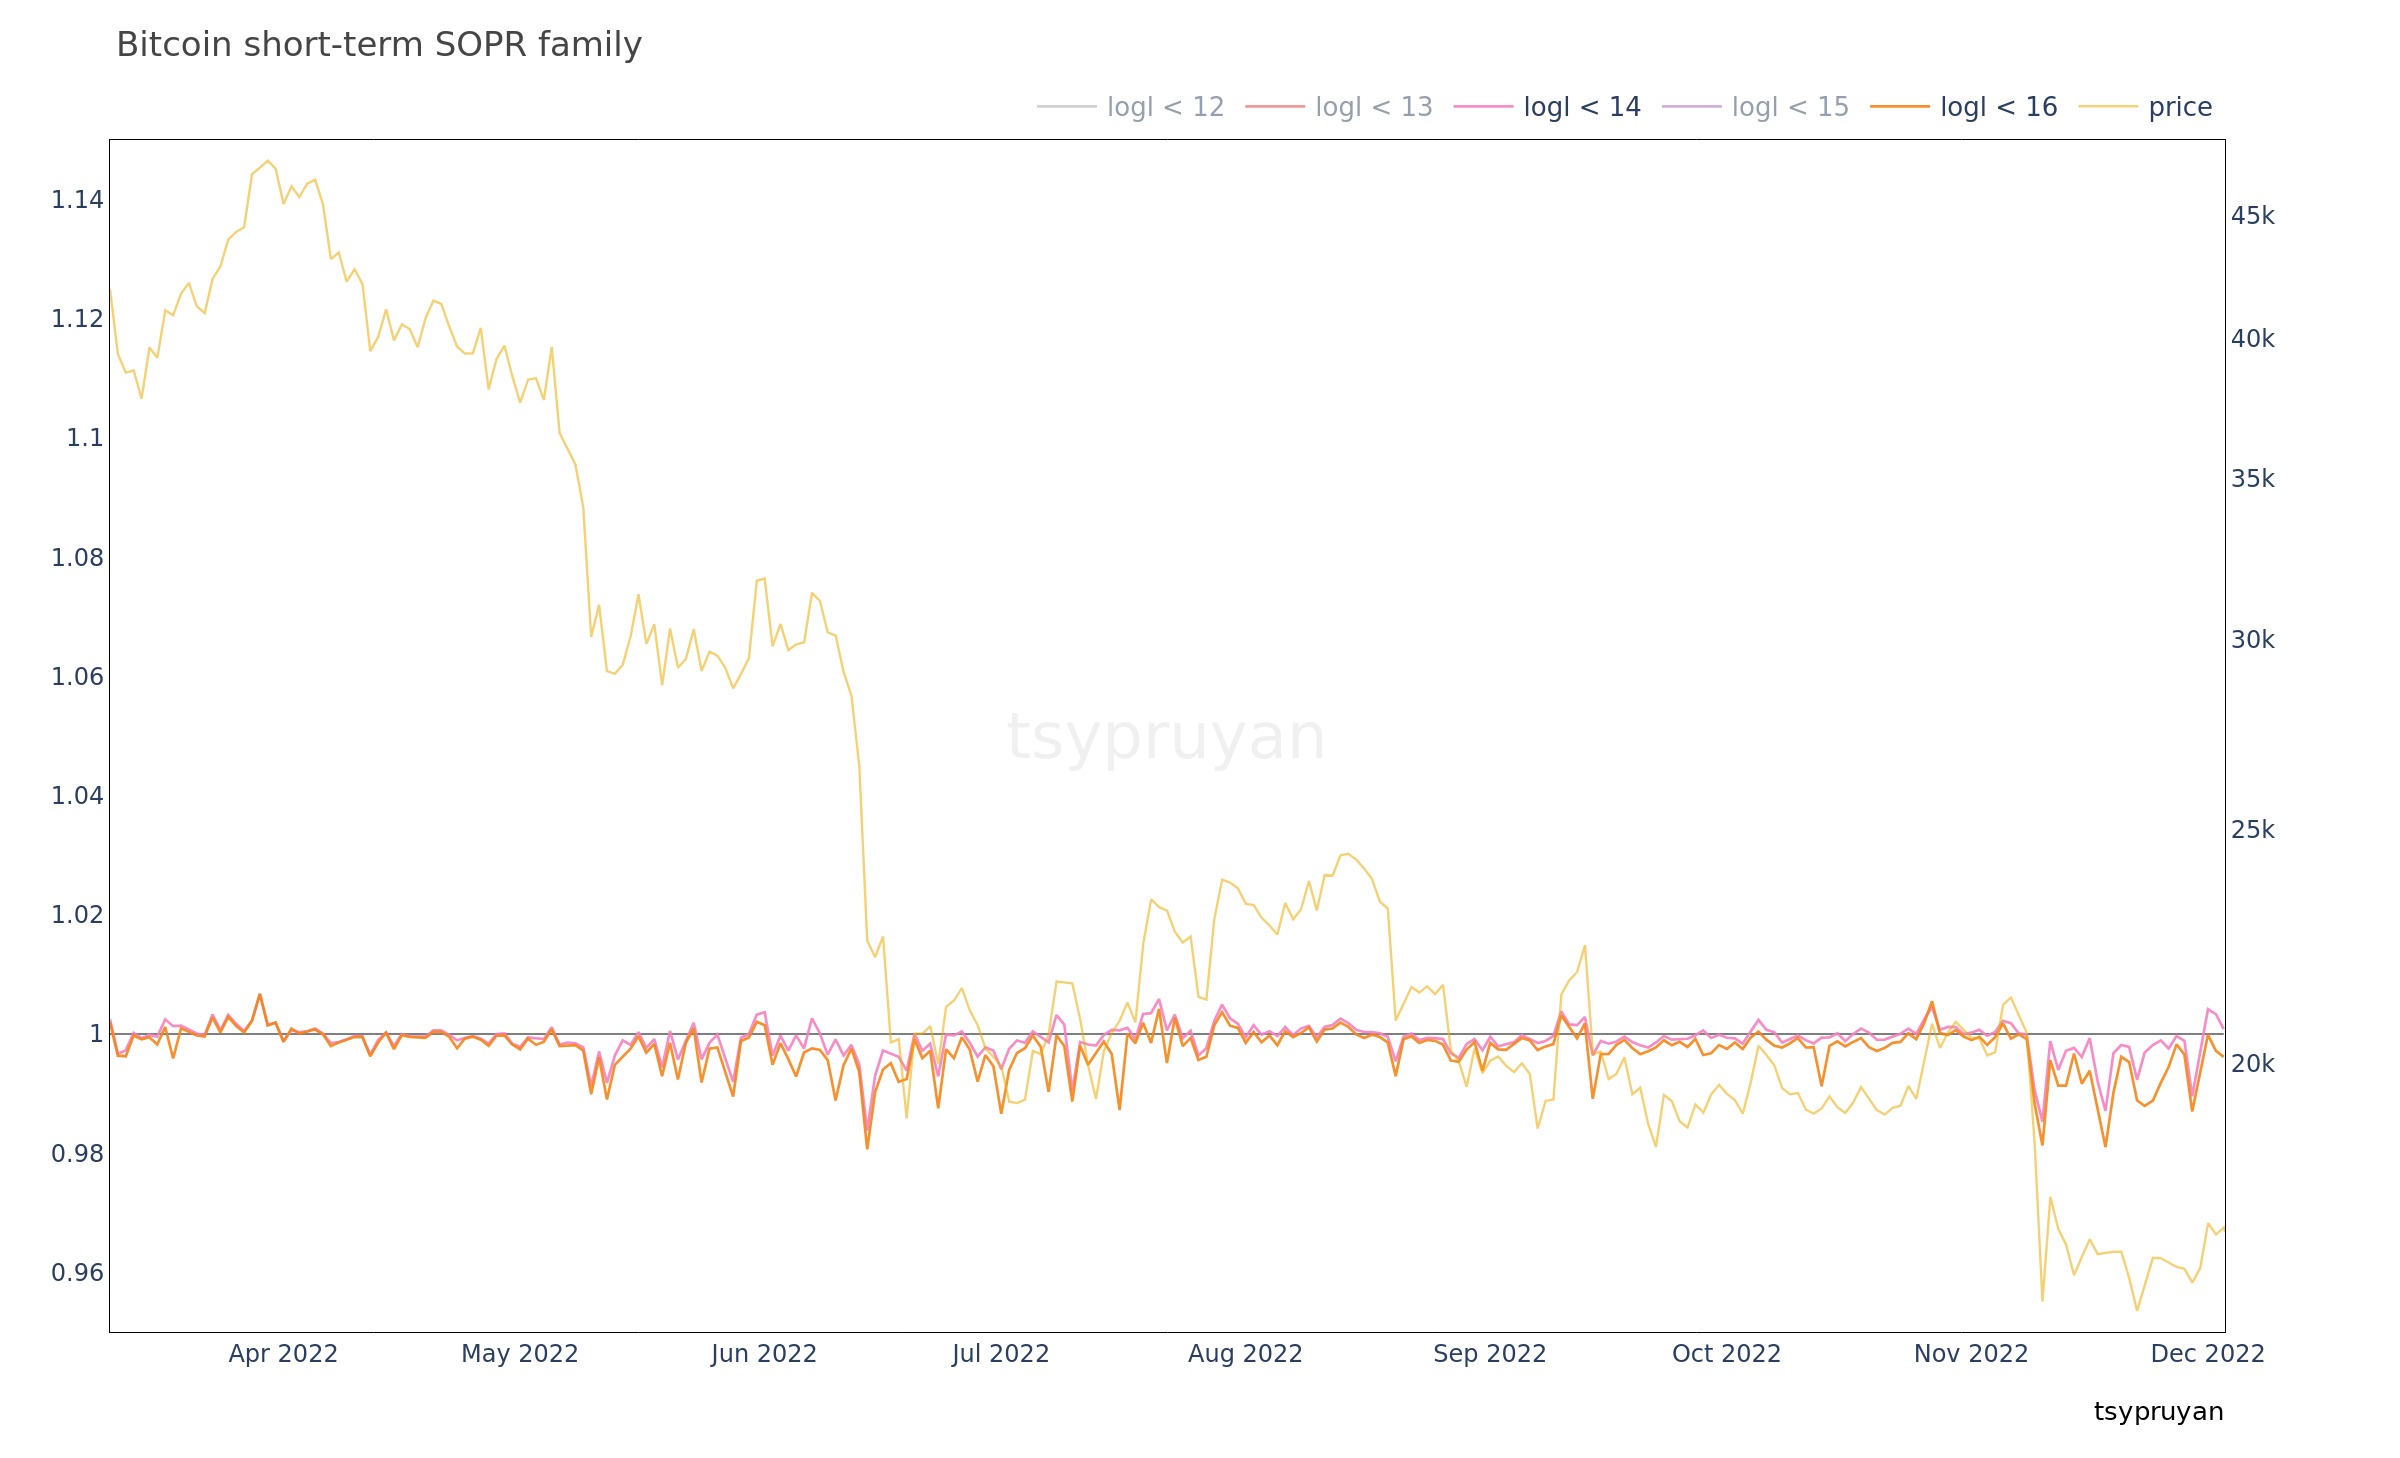 Bitcoin short-term SOPR family
logl < 12 logl < 13 logl < 14 logl < 15 logl < 16 price
1.14
1.12
1.1
1.08
1.06
1.04
1.02
1
0.98
0.96
45k
40k
35k
30k
25k
20k
tsypruyan
Apr 2022 May 2022 Jun 2022 Jul 2022 Aug 2022 Sep 2022 Oct 2022 Nov 2022 Dec 2022
tsypruyan